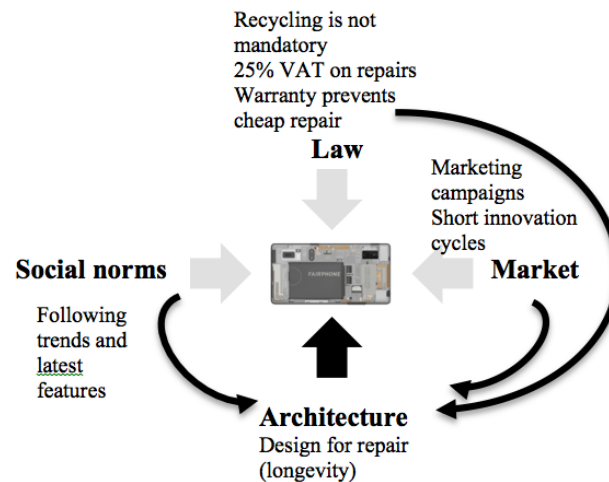 Recycling is not
mandatory
25% VAT on repairs
Warranty prevents
cheap repair
Law
Marketing
campaigns
Short innovation
cycles
Social norms
FAIRPHONE
Market
Following
trends and
latest
features
Architecture
Design for repair
(longevity)